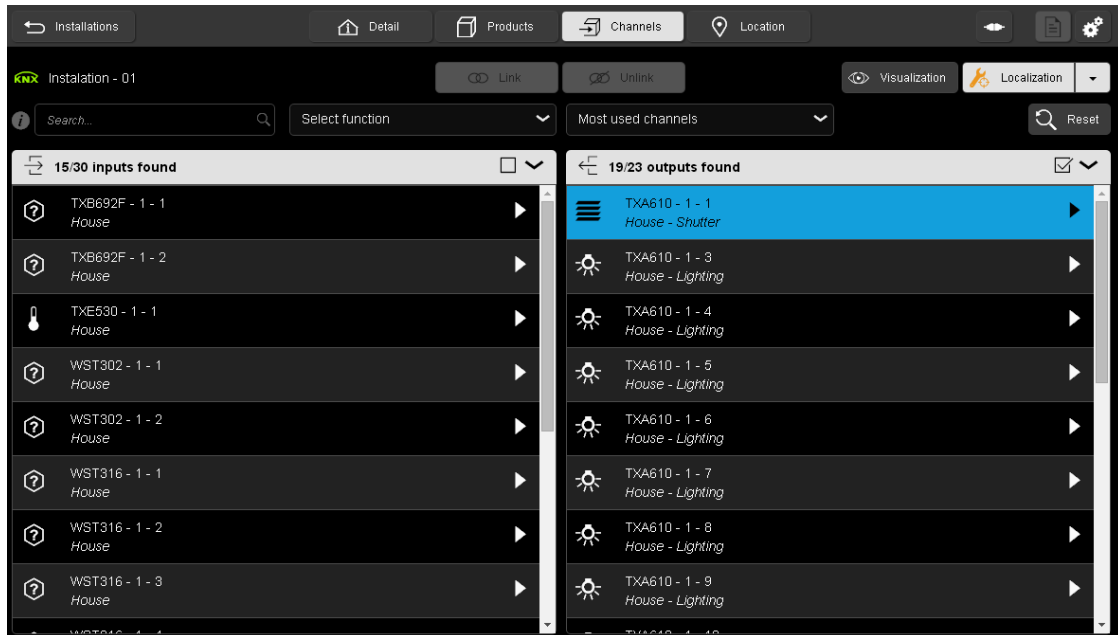 Installations
Detail
Products
Channels
Location
KNX Instalation - 01
Link
Unlink
Visualization
Localization
Search...
Select function
Most used channels
Reset
15/30 inputs found
TXB692F - 1 - 1
House
TXB692F - 1 - 2
House
TXE530 - 1 - 1
House
WST302 - 1 - 1
House
WST302 - 1 - 2
House
WST316 - 1 - 1
House
WST316 - 1 - 2
House
WST316 - 1 - 3
House
19/23 outputs found
TXA610 - 1 - 1
House - Shutter
TXA610 - 1 - 3
House - Lighting
TXA610 - 1 - 4
House - Lighting
TXA610 - 1 - 5
House - Lighting
TXA610 - 1 - 6
House - Lighting
TXA610 - 1 - 7
House - Lighting
TXA610 - 1 - 8
House - Lighting
TXA610 - 1 - 9
House - Lighting